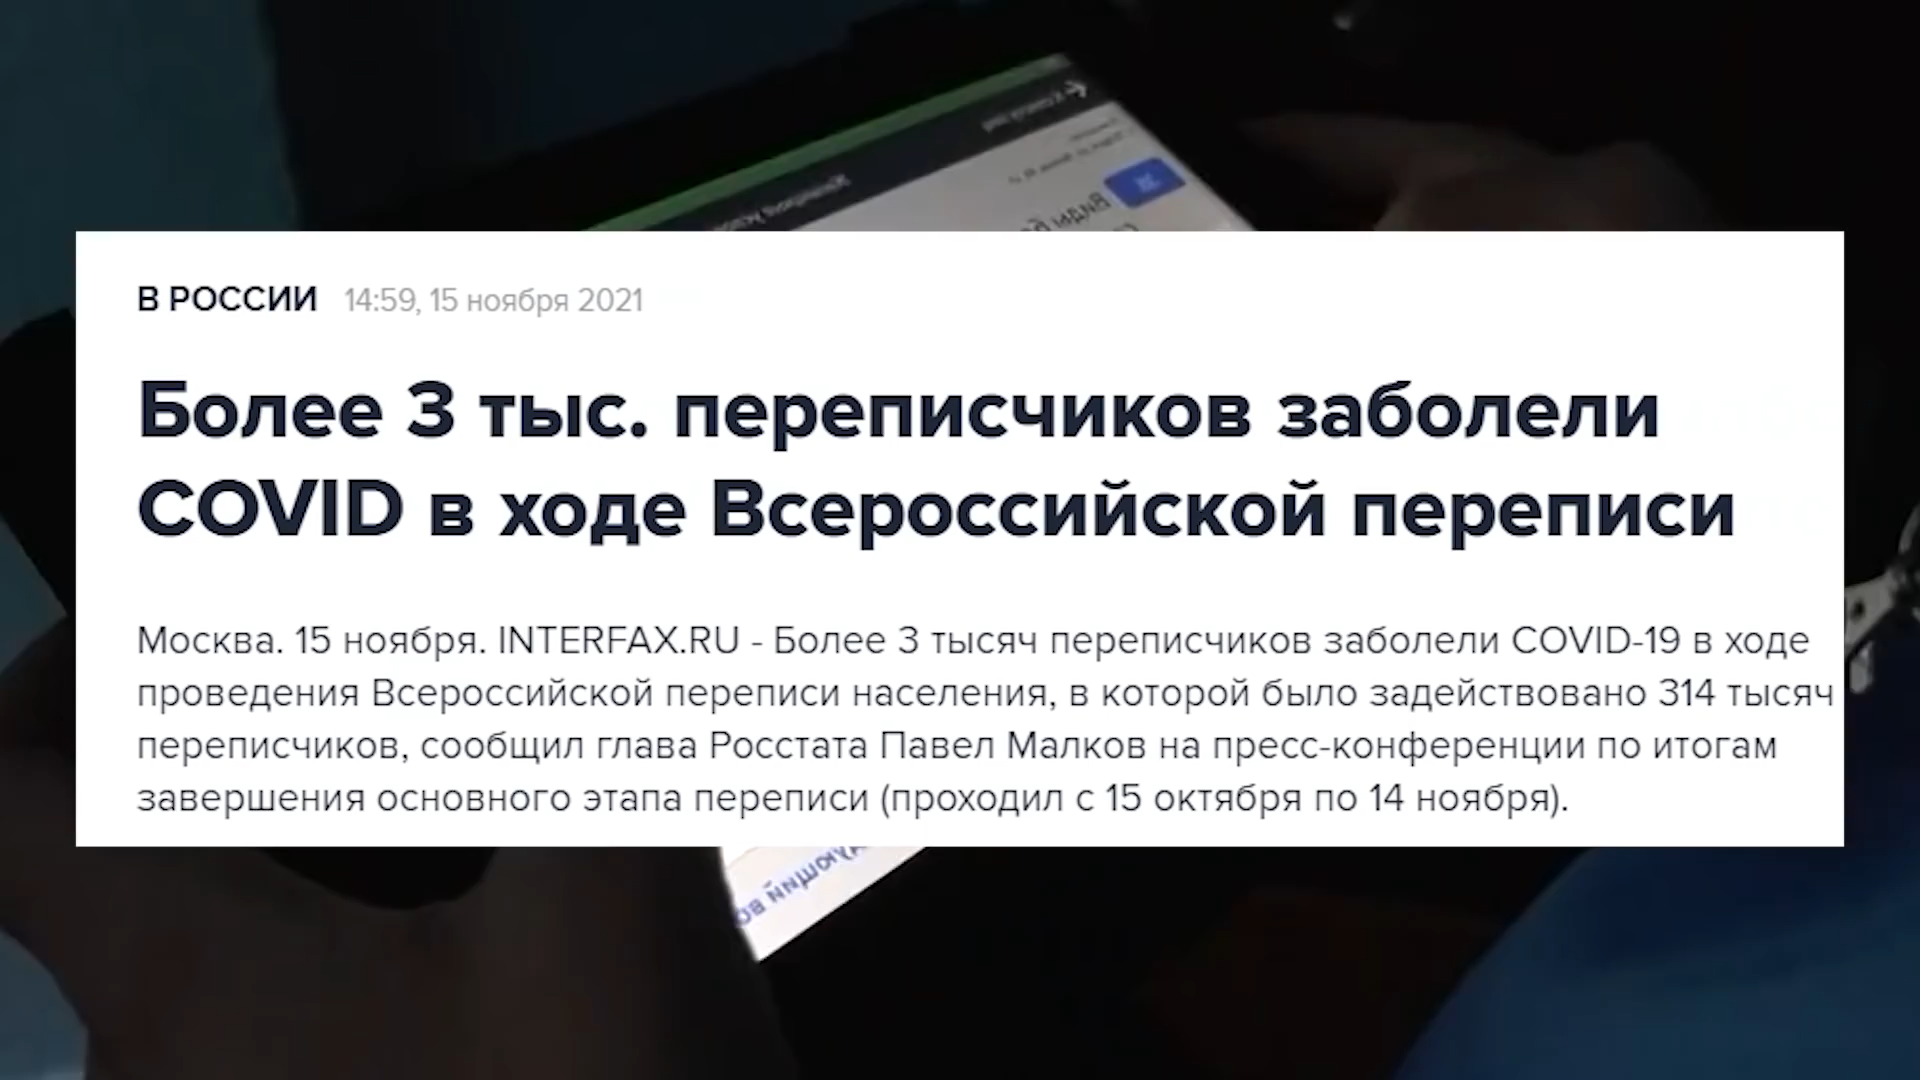 В РОССИИ 14:59, 15 ноября 2021
Более 3 тыс. переписчиков заболели
COVID в ходе Всероссийской переписи
Москва. 15 ноября. INTERFAX.RU - Более 3 тысяч переписчиков заболели COVID-19 в ходе
проведения Всероссийской переписи населения, в которой было задействовано 314 тысяч
переписчиков, сообщил глава Росстата Павел Малков на пресс-конференции по итогам
завершения основного этапа переписи (проходил с 15 октября по 14 ноября).